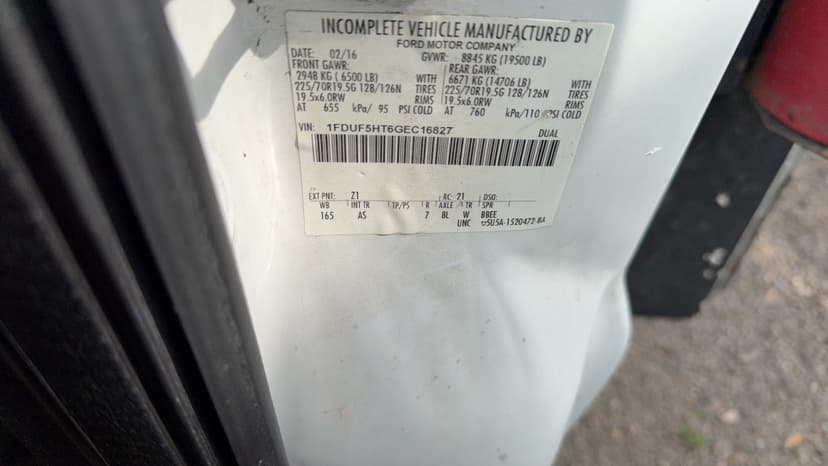 INCOMPLETE VEHICLE MANUFACTURED BY
FORD MOTOR COMPANY
DATE: 02/16 GVWR: 8845 KG (19500 LB)
FRONT GAWR: REAR GAWR:
2948 KG (6500 LB) WITH 6671 KG (14706 LB) WITH
225/70R19.5G 128/126N TIRES 225/70R19.5G 128/126N TIRES
19.5x6.0RW RIMS 19.5x6.0RW RIMS
AT 655 kPa/ 95 PSI COLD AT 760 kPa/110 PSI COLD
VIN: 1FDUF5HT6GEC16827 DUAL
EXT PNT: Z1 RC: 21 DSO:
WB INT TR TP/PS R AXLE TR SPR
165 AS 7 BL W BBEE
UNC 5U5A-1520472-BA